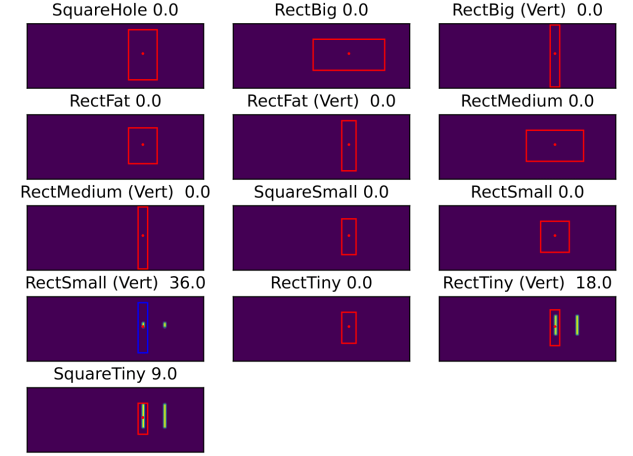 SquareHole 0.0
RectBig 0.0
RectBig (Vert)  0.0
RectFat 0.0
RectFat (Vert)  0.0
RectMedium 0.0
RectMedium (Vert)  0.0
SquareSmall 0.0
RectSmall 0.0
RectSmall (Vert)  36.0
RectTiny 0.0
RectTiny (Vert)  18.0
SquareTiny 9.0